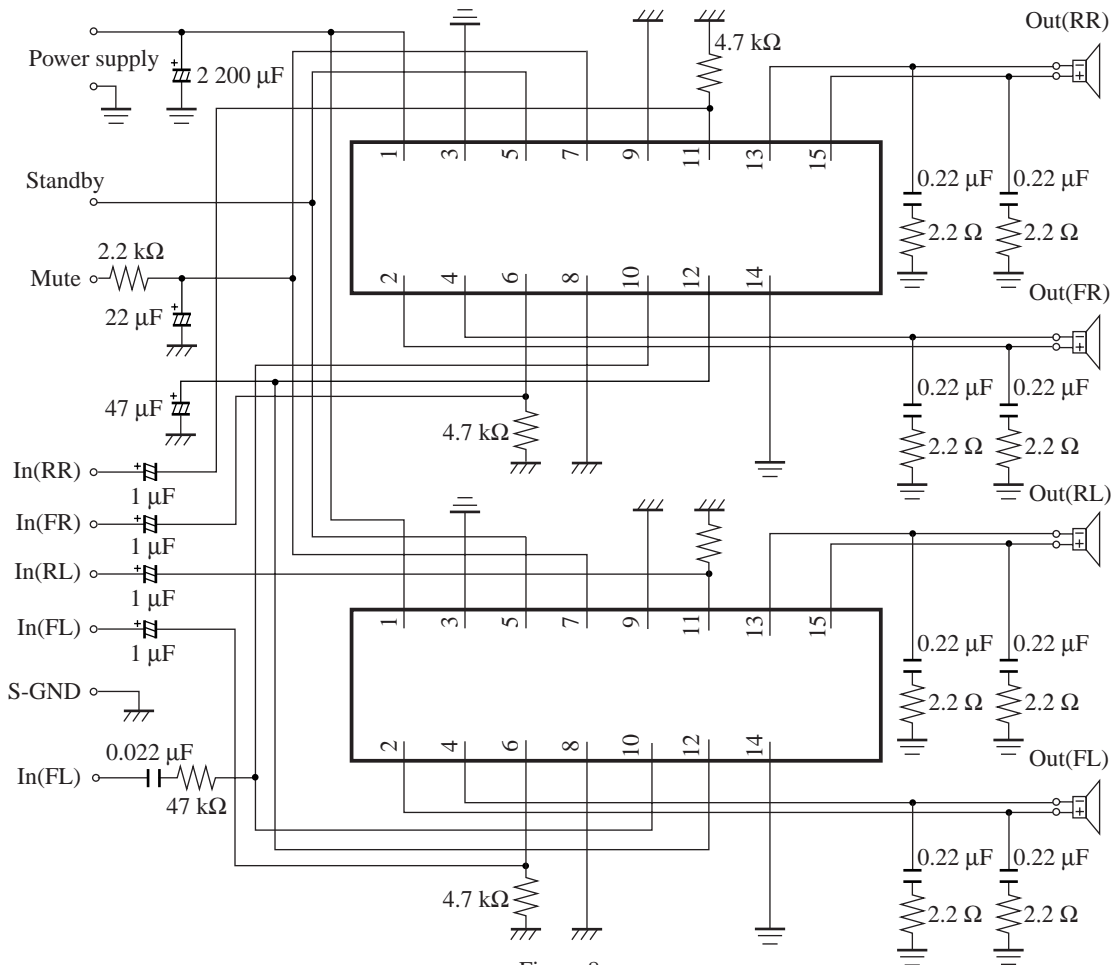 Out(RR)
4.7 kΩ
Power supply
2 200 µF
1 3 5 7 9 11 13 15
Standby
0.22 µF 0.22 µF
2.2 Ω 2.2 Ω
2.2 kΩ
Mute
2 4 6 8 10 12 14
Out(FR)
22 µF
47 µF
0.22 µF 0.22 µF
4.7 kΩ
2.2 Ω 2.2 Ω
In(RR)
1 µF
Out(RL)
In(FR)
1 µF
In(RL)
1 µF
In(FL)
1 µF
1 3 5 7 9 11 13 15
0.22 µF 0.22 µF
S-GND
2.2 Ω 2.2 Ω
2 4 6 8 10 12 14
0.022 µF
Out(FL)
In(FL)
47 kΩ
0.22 µF 0.22 µF
4.7 kΩ
2.2 Ω 2.2 Ω